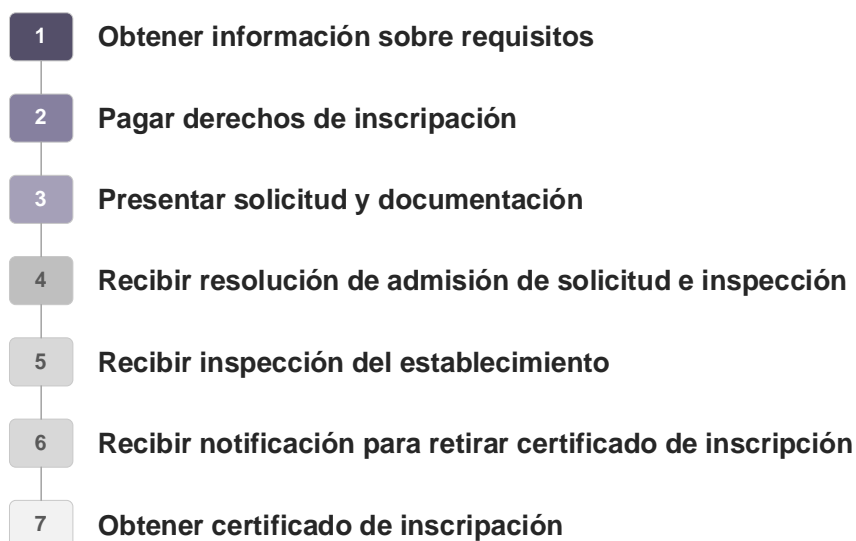 1 Obtener información sobre requisitos
2 Pagar derechos de inscripación
3 Presentar solicitud y documentación
4 Recibir resolución de admisión de solicitud e inspección
5 Recibir inspección del establecimiento
6 Recibir notificación para retirar certificado de inscripción
7 Obtener certificado de inscripación